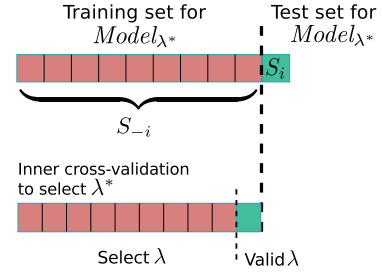 Training set for
Model_{λ*}
Test set for
Model_{λ*}
S_i
S_{-i}
Inner cross-validation
to select λ*
Select λ
Valid λ